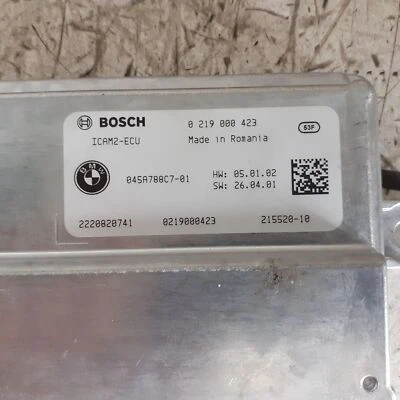 BOSCH 0 219 000 423
ICAM2-ECU Made in Romania 53F
BMW 045A788C7-01 HW: 05.01.02
SW: 26.04.01
2220820741 0219000423 215520-10